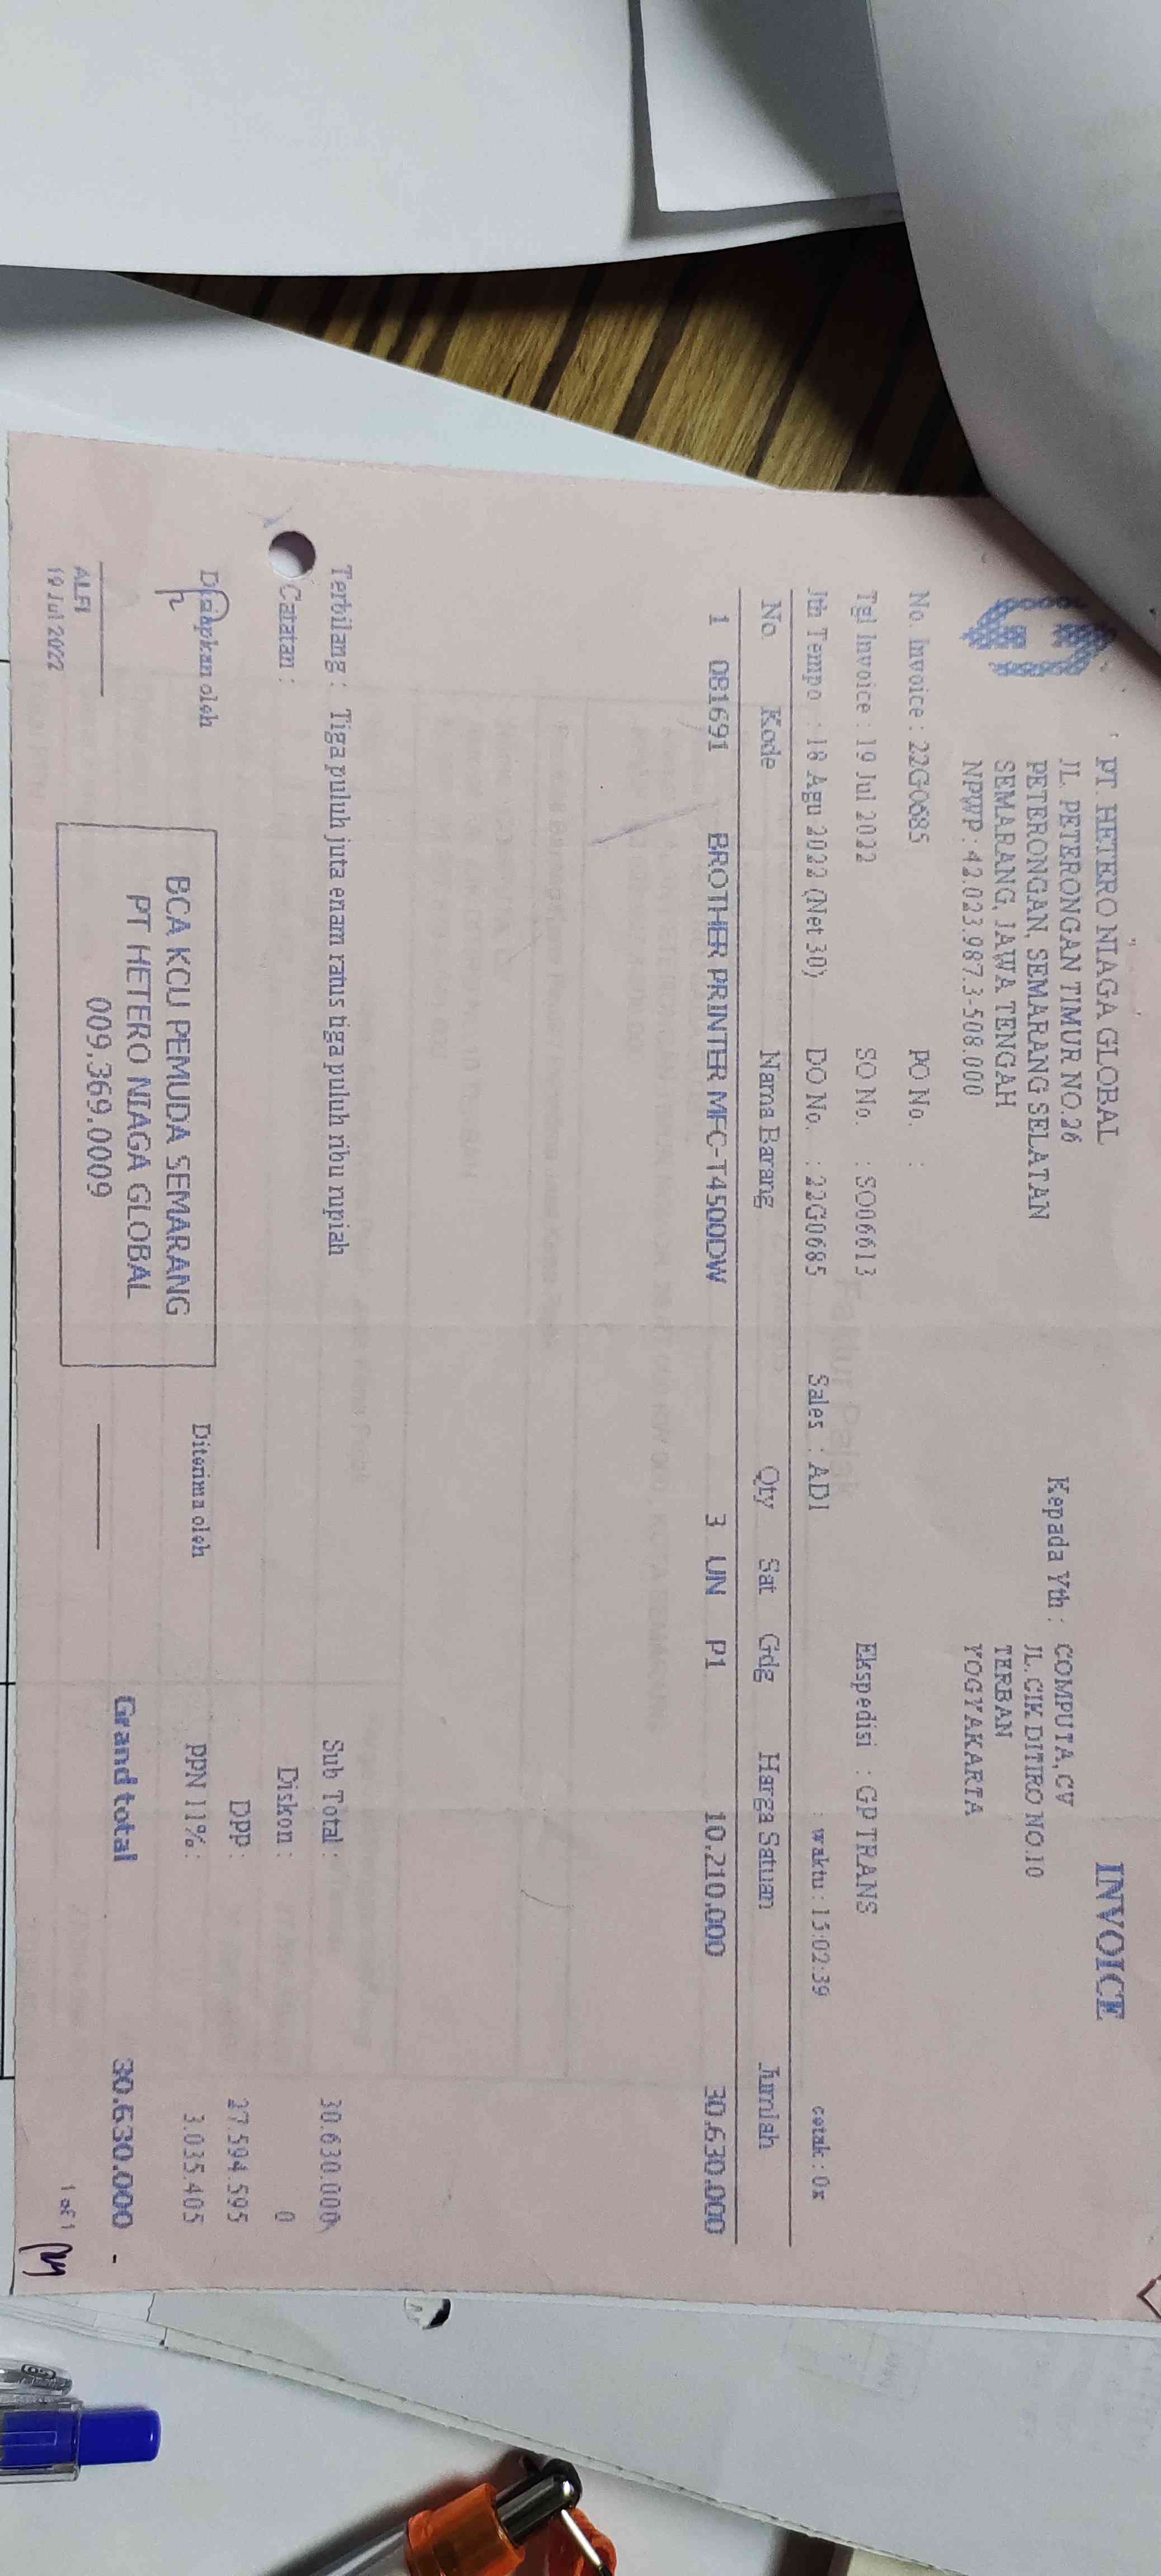 INVOICE
PT. HETERO NIAGA GLOBAL
JL. PETERONGAN TIMUR NO.26
PETERONGAN, SEMARANG SELATAN
SEMARANG, JAWA TENGAH
NPWP : 42.023.987.3-508.000
Kepada Yth : COMPUTA,CV
JL. CIK DITIRO NO.10
TERBAN
YOGYAKARTA
No. Invoice : 22G0685 PO No. :
Tgl Invoice : 19 Jul 2022 SO No. : SO06613 Ekspedisi : GP TRANS
Jth Tempo : 18 Agu 2022 (Net 30) DO No. : 22G0685 Sales : ADI : waktu : 15:02:39 cetak : 0x
No. Kode Nama Barang Qty Sat Gdg Harga Satuan Jumlah
1 081691 BROTHER PRINTER MFC-T4500DW 3 UN P1 10.210.000 30.630.000
Terbilang : Tiga puluh juta enam ratus tiga puluh ribu rupiah
Sub Total : 30.630.000
Catatan :
Diskon : 0
DPP : 27.594.595
PPN 11% : 3.035.405
Grand total 30.630.000 -
Disiapkan oleh
BCA KCU PEMUDA SEMARANG
PT HETERO NIAGA GLOBAL
009.369.0009
Diterima oleh
ALFI
19 Jul 2022
1 of 1